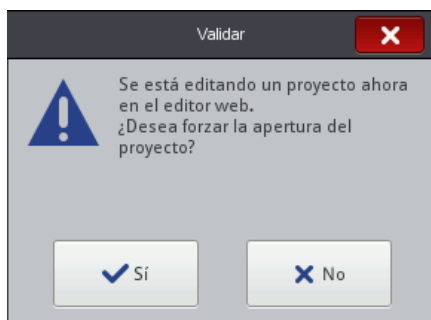 Validar
Se está editando un proyecto ahora
en el editor web.
¿Desea forzar la apertura del
proyecto?
Sí
No